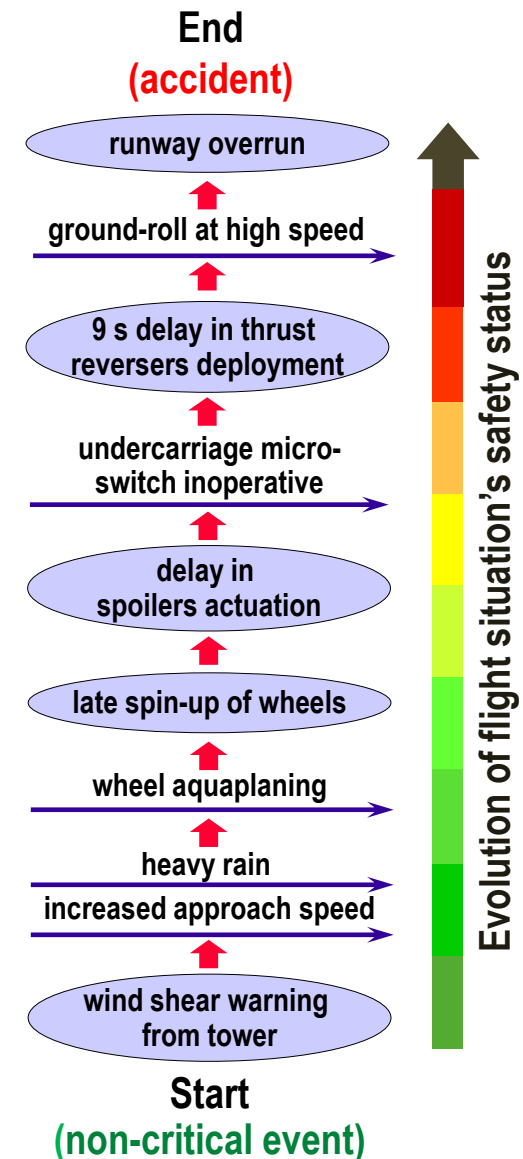 End
(accident)
runway overrun
ground-roll at high speed
9 s delay in thrust
reversers deployment
undercarriage micro-
switch inoperative
delay in
spoilers actuation
late spin-up of wheels
wheel aquaplaning
heavy rain
increased approach speed
wind shear warning
from tower
Start
(non-critical event)
Evolution of flight situation's safety status